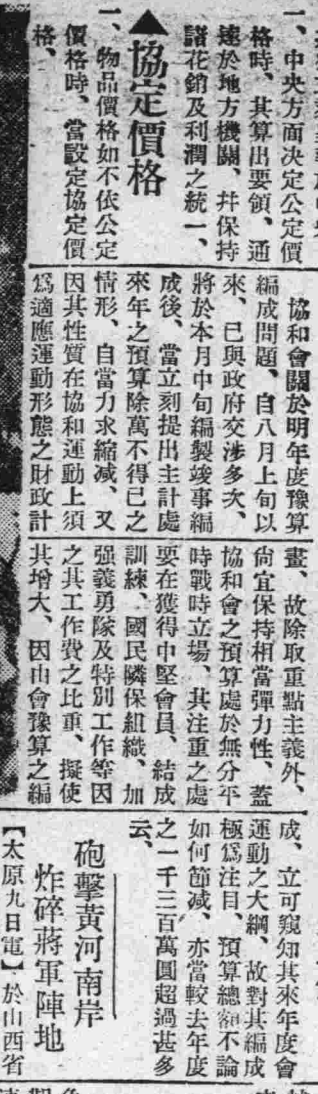 一、中央方面决定公定價
格時、其算出要領、通
達於地方機關、幷保持
諸花銷及利潤之統一、
▲協定價格
一、物品價格如不依公定
價格時、當設定協定價
格、
協和會關於明年度豫算
編成問題、自八月上旬以
來、已與政府交涉多次、
將於本月中旬編製竣事編
成後、當立刻提出主計處
來年之預算除萬不得已之
情形、自當力求縮减、又
因其性質在協和運動上須
爲適應運動形態之財政計
畫、故除取重點主義外、
尙宜保持相當彈力性、蓋
協和會之預算處於無分平
時戰時立場、其注重之處
要在獲得中堅會員、結成
訓練、國民隣保組織、加
强義勇隊及特別工作等因
之其工作費之比重、擬使
其增大、因由會豫算之編
成、立可窺知其來年度會
運動之大綱、故對其編成
極爲注目、預算總額不論
如何節减、亦當較去年度
之一千三百萬圓超過甚多
云、
砲擊黃河南岸
炸碎蔣軍陣地
【太原九日電】於山西省